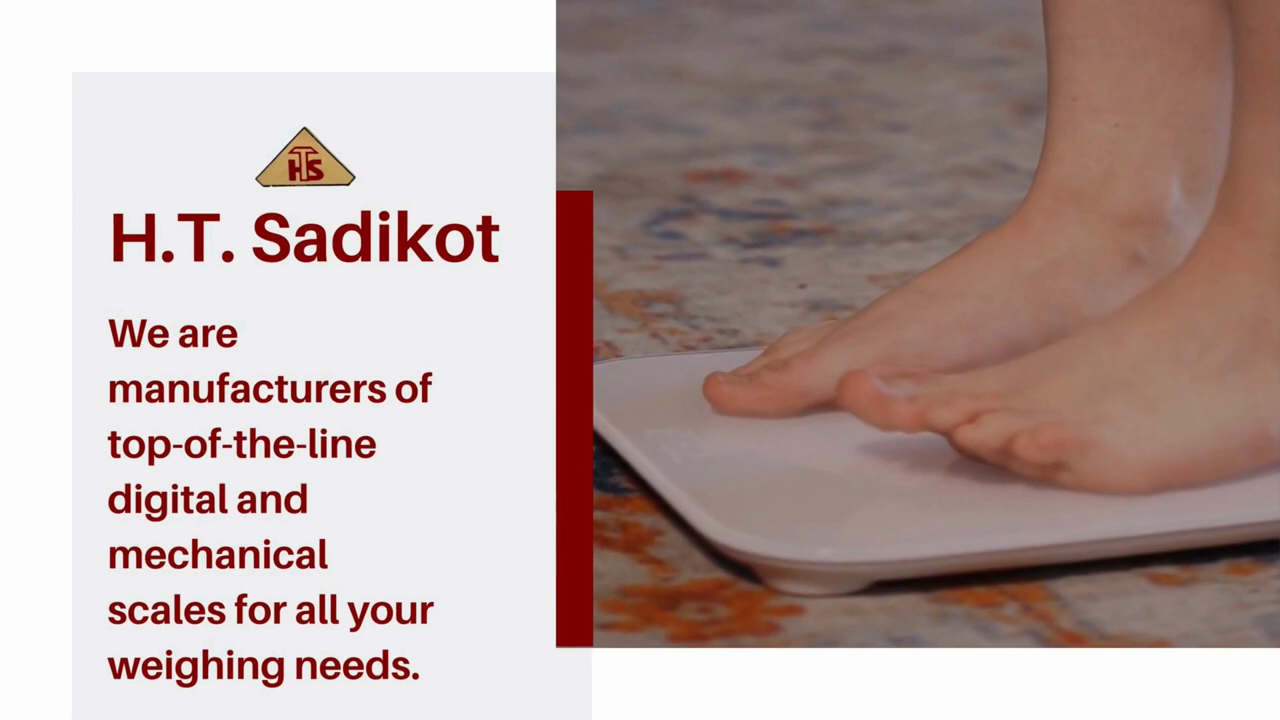 HTS
H.T. Sadikot
We are
manufacturers of
top-of-the-line
digital and
mechanical
scales for all your
weighing needs.